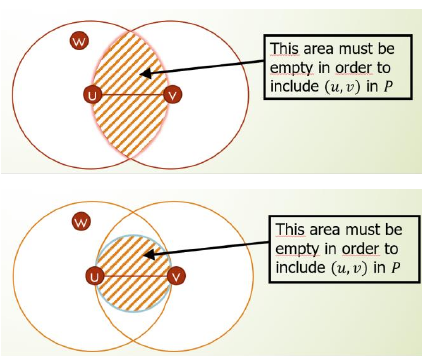 W
This area must be
empty in order to
include (u, v) in P
U
V
W
This area must be
empty in order to
include (u, v) in P
U
V